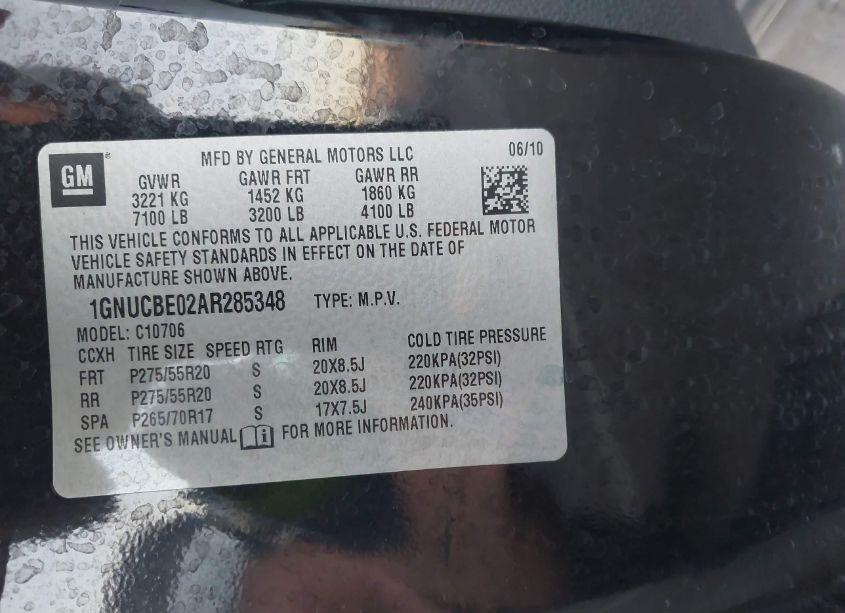 GM ® MFD BY GENERAL MOTORS LLC 06/10
GVWR GAWR FRT GAWR RR
3221 KG 1452 KG 1860 KG
7100 LB 3200 LB 4100 LB
THIS VEHICLE CONFORMS TO ALL APPLICABLE U.S. FEDERAL MOTOR
VEHICLE SAFETY STANDARDS IN EFFECT ON THE DATE OF
MANUFACTURE SHOWN ABOVE.
1GNUCBE02AR285348 TYPE: M.P.V.
MODEL: C10706
CCXH TIRE SIZE SPEED RTG RIM COLD TIRE PRESSURE
FRT P275/55R20 S 20X8.5J 220KPA(32PSI)
RR P275/55R20 S 20X8.5J 220KPA(32PSI)
SPA P265/70R17 S 17X7.5J 240KPA(35PSI)
SEE OWNER'S MANUAL FOR MORE INFORMATION.